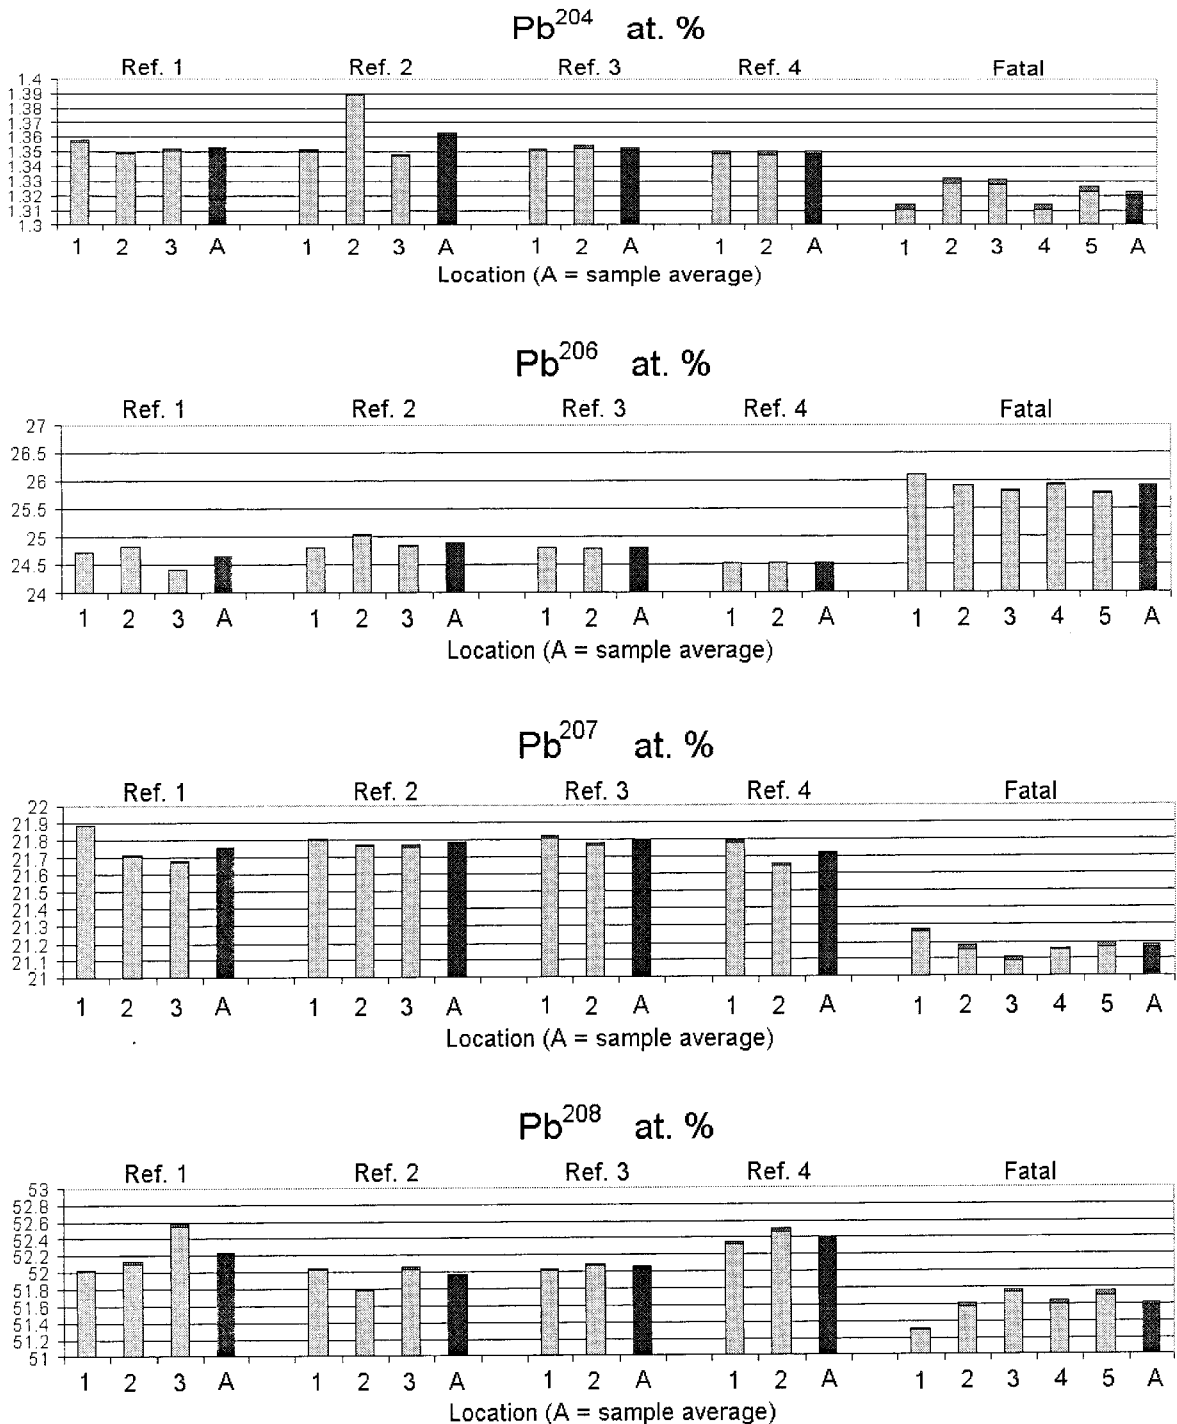 Pb204 at. %
Ref. 1 Ref. 2 Ref. 3 Ref. 4 Fatal
1.4
1.39
1.38
1.37
1.36
1.35
1.34
1.33
1.32
1.31
1.3
1 2 3 A 1 2 3 A 1 2 A 1 2 A 1 2 3 4 5 A
Location (A = sample average)
Pb206 at. %
Ref. 1 Ref. 2 Ref. 3 Ref. 4 Fatal
27
26.5
26
25.5
25
24.5
24
1 2 3 A 1 2 3 A 1 2 A 1 2 A 1 2 3 4 5 A
Location (A = sample average)
Pb207 at. %
Ref. 1 Ref. 2 Ref. 3 Ref. 4 Fatal
22
21.9
21.8
21.7
21.6
21.5
21.4
21.3
21.2
21.1
21
1 2 3 A 1 2 3 A 1 2 A 1 2 A 1 2 3 4 5 A
Location (A = sample average)
Pb208 at. %
Ref. 1 Ref. 2 Ref. 3 Ref. 4 Fatal
53
52.8
52.6
52.4
52.2
52
51.8
51.6
51.4
51.2
51
1 2 3 A 1 2 3 A 1 2 A 1 2 A 1 2 3 4 5 A
Location (A = sample average)